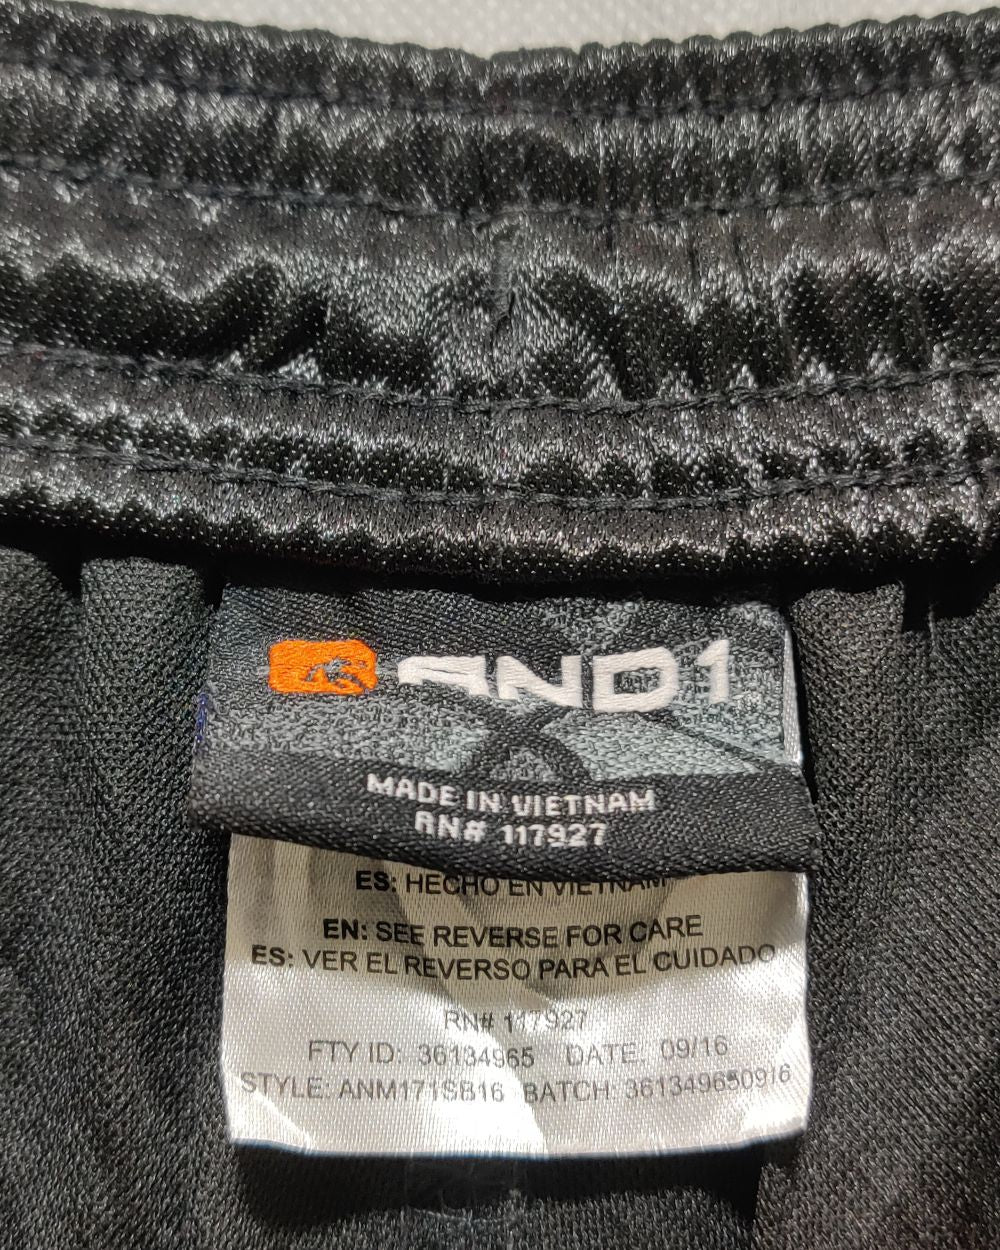 AND1
MADE IN VIETNAM
RN# 117927
ES: HECHO EN VIETNAM
EN: SEE REVERSE FOR CARE
ES: VER EL REVERSO PARA EL CUIDADO
RN# 117927
FTY ID: 36134965 DATE: 09/16
STYLE: ANM171SB16 BATCH: 361349650916